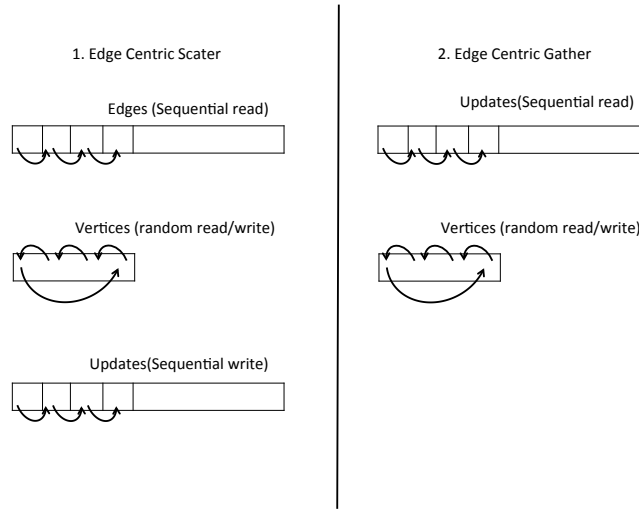 1. Edge Centric Scater
Edges (Sequential read)
Vertices (random read/write)
Updates(Sequential write)
2. Edge Centric Gather
Updates(Sequential read)
Vertices (random read/write)